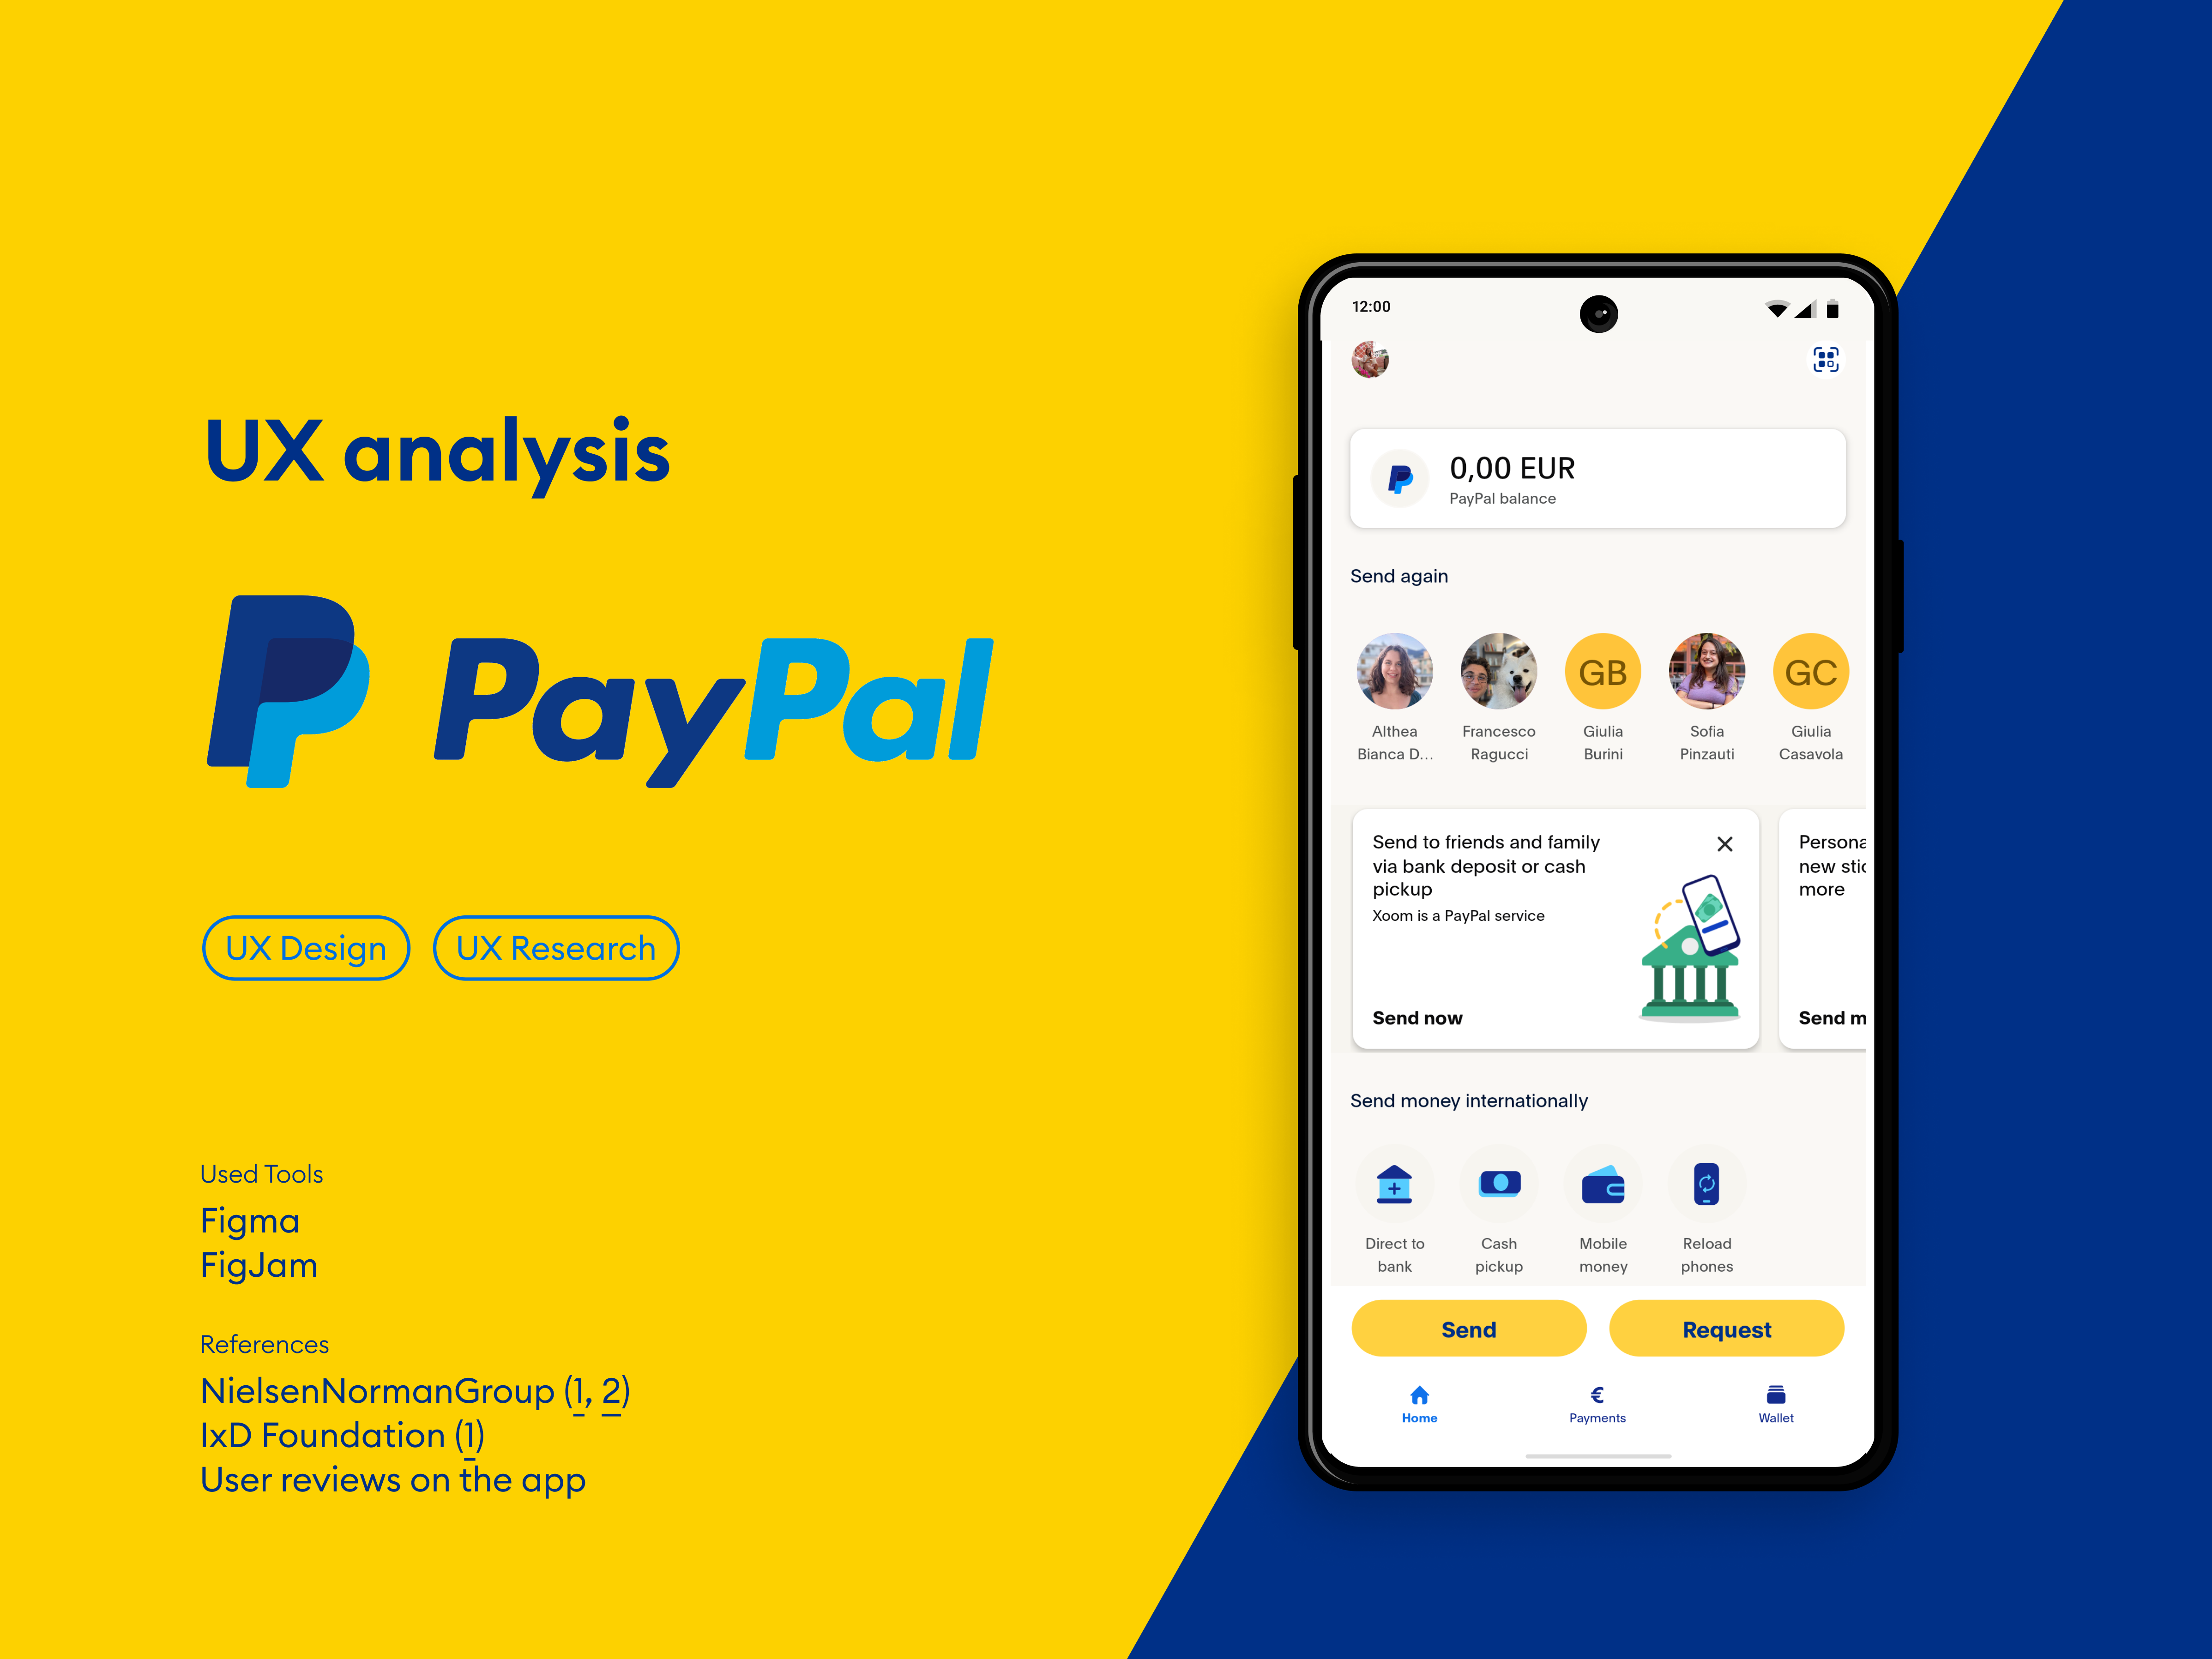 UX analysis
PayPal
UX Design
UX Research
Used Tools
Figma
FigJam
References
NielsenNormanGroup (1, 2)
IxD Foundation (1)
User reviews on the app
12:00
0,00 EUR
PayPal balance
Send again
GB
GC
Althea
Bianca D...
Francesco
Ragucci
Giulia
Burini
Sofia
Pinzauti
Giulia
Casavola
Send to friends and family
via bank deposit or cash
pickup
Xoom is a PayPal service
Send now
Persona
new stic
more
Send m
Send money internationally
Direct to
bank
Cash
pickup
Mobile
money
Reload
phones
Send
Request
Home
€
Payments
Wallet